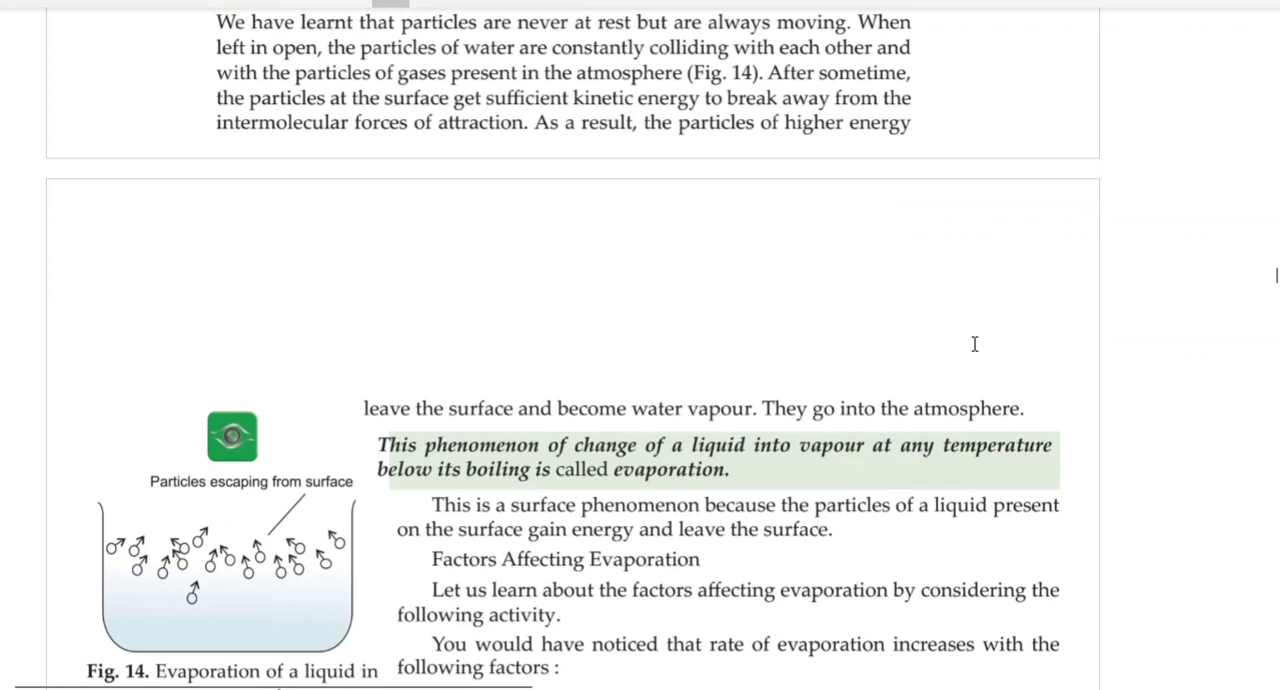 We have learnt that particles are never at rest but are always moving. When
left in open, the particles of water are constantly colliding with each other and
with the particles of gases present in the atmosphere (Fig. 14). After sometime,
the particles at the surface get sufficient kinetic energy to break away from the
intermolecular forces of attraction. As a result, the particles of higher energy
leave the surface and become water vapour. They go into the atmosphere.
This phenomenon of change of a liquid into vapour at any temperature
below its boiling is called evaporation.
Particles escaping from surface
This is a surface phenomenon because the particles of a liquid present
on the surface gain energy and leave the surface.
Factors Affecting Evaporation
Let us learn about the factors affecting evaporation by considering the
following activity.
You would have noticed that rate of evaporation increases with the
following factors :
Fig. 14. Evaporation of a liquid in